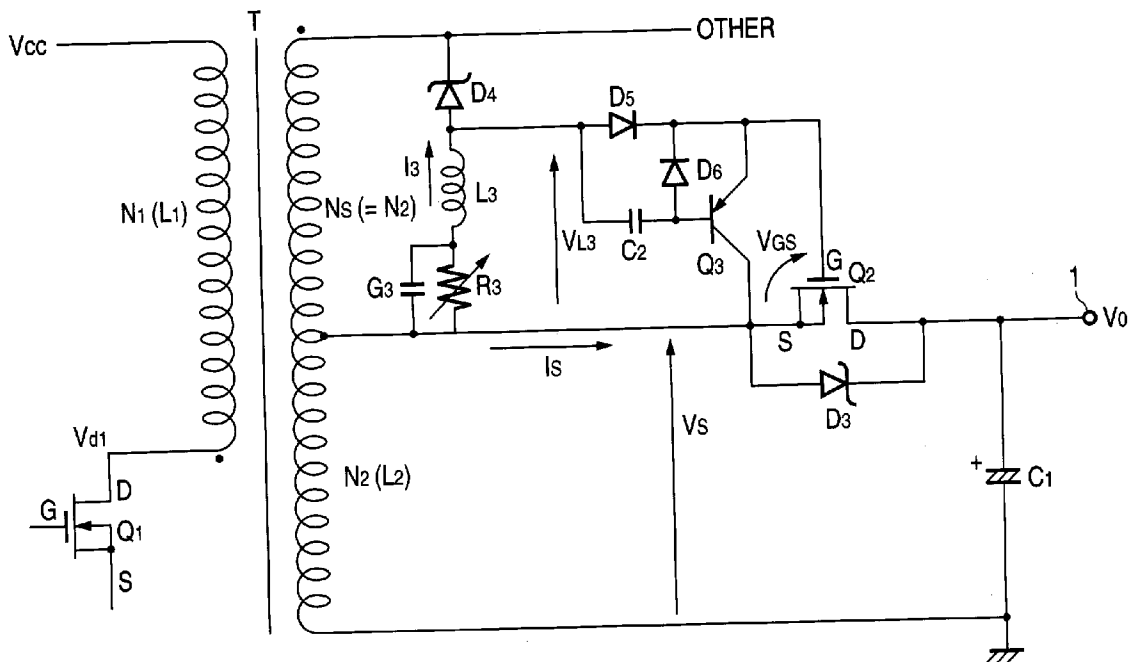 T
Vcc
OTHER
D4
D5
I3
L3
D6
N1 (L1)
NS (= N2)
VL3
C2
Q3
VGS
G
Q2
1
V0
G3
R3
S
D
IS
D3
Vd1
VS
N2 (L2)
+
C1
D
G
Q1
S